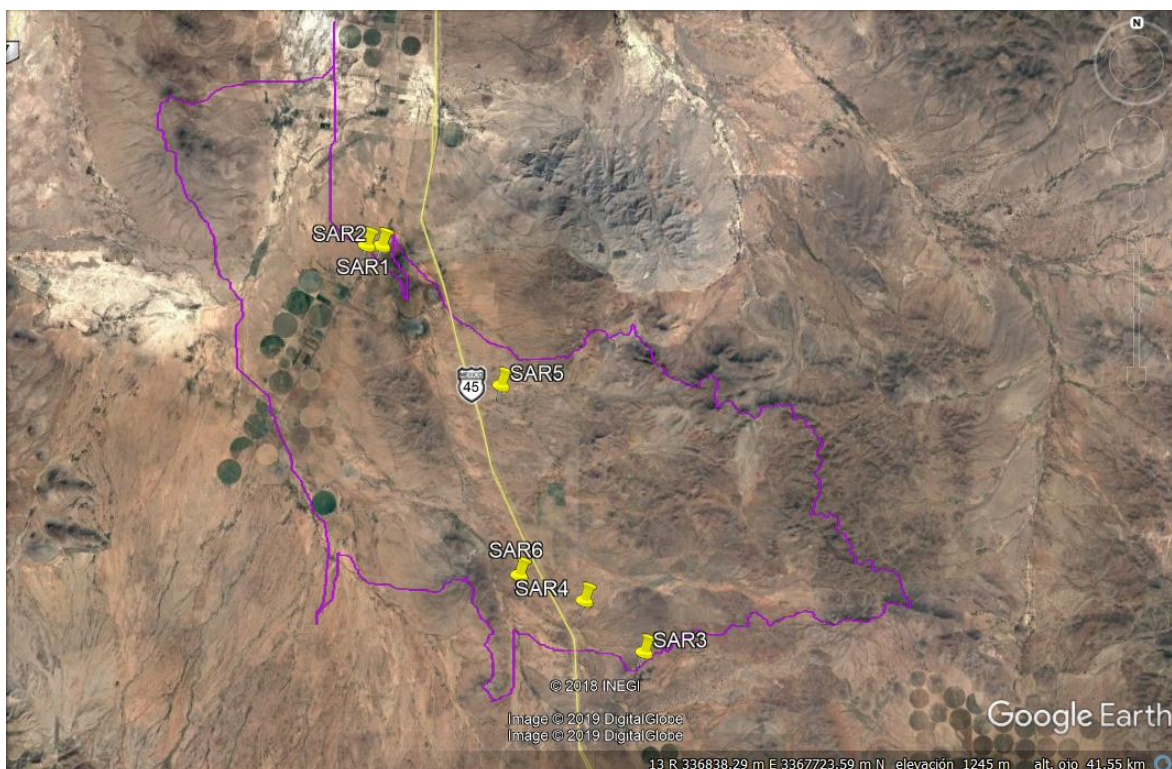 N
7
SAR2
SAR1
MEXICO
45
SAR5
SAR6
SAR4
SAR3
© 2018 INEGI
Image © 2019 DigitalGlobe
Image © 2019 DigitalGlobe
Google Earth
13 R 336838.29 m E 3367723.59 m N elevación 1245 m alt. ojo 41.55 km